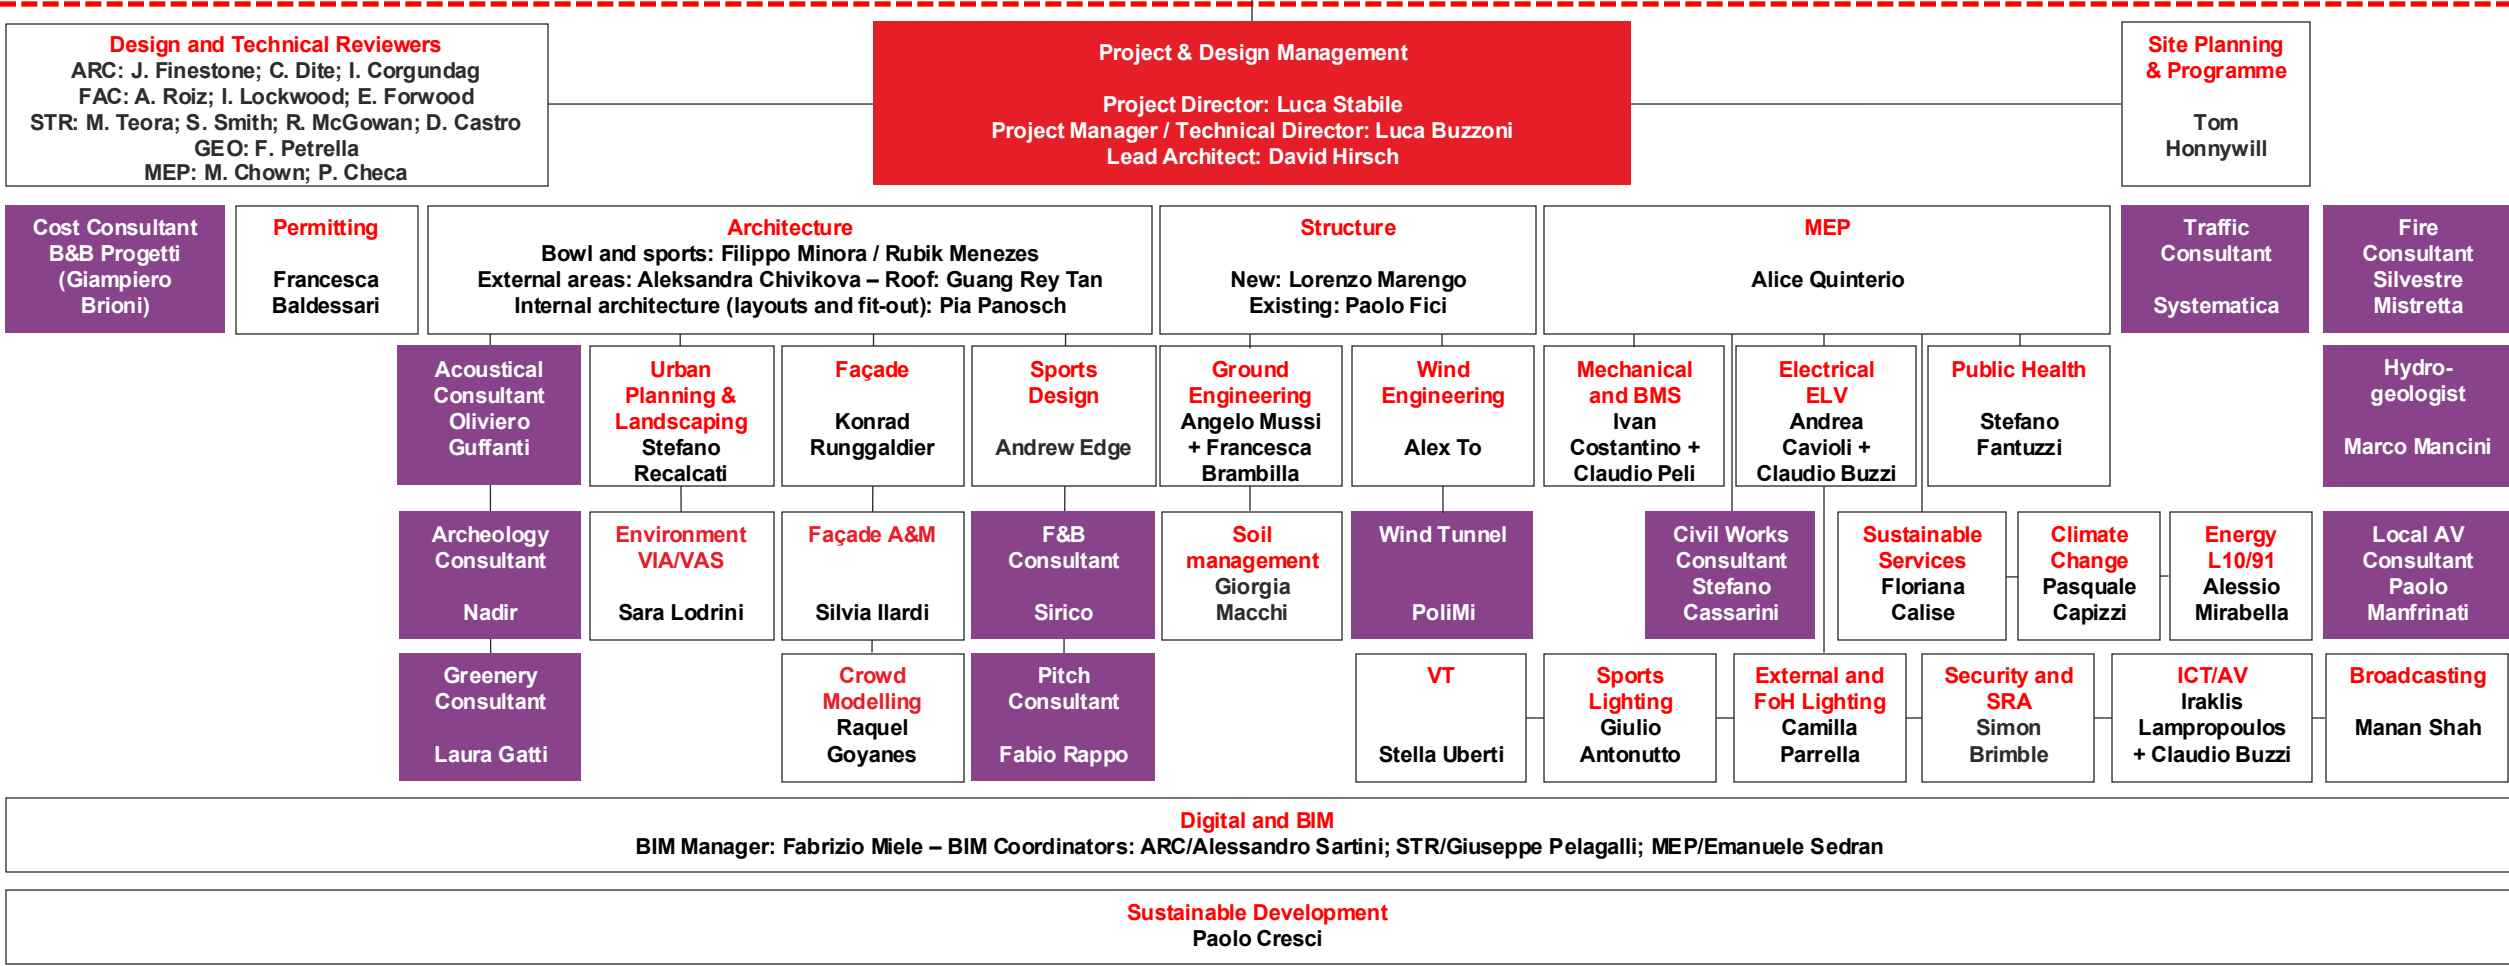 Design and Technical Reviewers
ARC: J. Finestone; C. Dite; I. Corgundag
FAC: A. Roiz; I. Lockwood; E. Forwood
STR: M. Teora; S. Smith; R. McGowan; D. Castro
GEO: F. Petrella
MEP: M. Chown; P. Checa
Project & Design Management
Project Director: Luca Stabile
Project Manager / Technical Director: Luca Buzzoni
Lead Architect: David Hirsch
Site Planning
& Programme
Tom
Honnywill
Cost Consultant
B&B Progetti
(Giampiero
Brioni)
Permitting
Francesca
Baldessari
Architecture
Bowl and sports: Filippo Minora / Rubik Menezes
External areas: Aleksandra Chivikova – Roof: Guang Rey Tan
Internal architecture (layouts and fit-out): Pia Panosch
Structure
New: Lorenzo Marengo
Existing: Paolo Fici
MEP
Alice Quinterio
Traffic
Consultant
Systematica
Fire
Consultant
Silvestre
Mistretta
Acoustical
Consultant
Oliviero
Guffanti
Urban
Planning &
Landscaping
Stefano
Recalcati
Façade
Konrad
Runggaldier
Sports
Design
Andrew Edge
Ground
Engineering
Angelo Mussi
+ Francesca
Brambilla
Wind
Engineering
Alex To
Mechanical
and BMS
Ivan
Costantino +
Claudio Peli
Electrical
ELV
Andrea
Cavioli +
Claudio Buzzi
Public Health
Stefano
Fantuzzi
Hydro-
geologist
Marco Mancini
Archeology
Consultant
Nadir
Environment
VIA/VAS
Sara Lodrini
Façade A&M
Silvia Ilardi
F&B
Consultant
Sirico
Soil
management
Giorgia
Macchi
Wind Tunnel
PoliMi
Civil Works
Consultant
Stefano
Cassarini
Sustainable
Services
Floriana
Calise
Climate
Change
Pasquale
Capizzi
Energy
L10/91
Alessio
Mirabella
Local AV
Consultant
Paolo
Manfrinati
Greenery
Consultant
Laura Gatti
Crowd
Modelling
Raquel
Goyanes
Pitch
Consultant
Fabio Rappo
VT
Stella Uberti
Sports
Lighting
Giulio
Antonutto
External and
FoH Lighting
Camilla
Parrella
Security and
SRA
Simon
Brimble
ICT/AV
Iraklis
Lampropoulos
+ Claudio Buzzi
Broadcasting
Manan Shah
Digital and BIM
BIM Manager: Fabrizio Miele – BIM Coordinators: ARC/Alessandro Sartini; STR/Giuseppe Pelagalli; MEP/Emanuele Sedran
Sustainable Development
Paolo Cresci